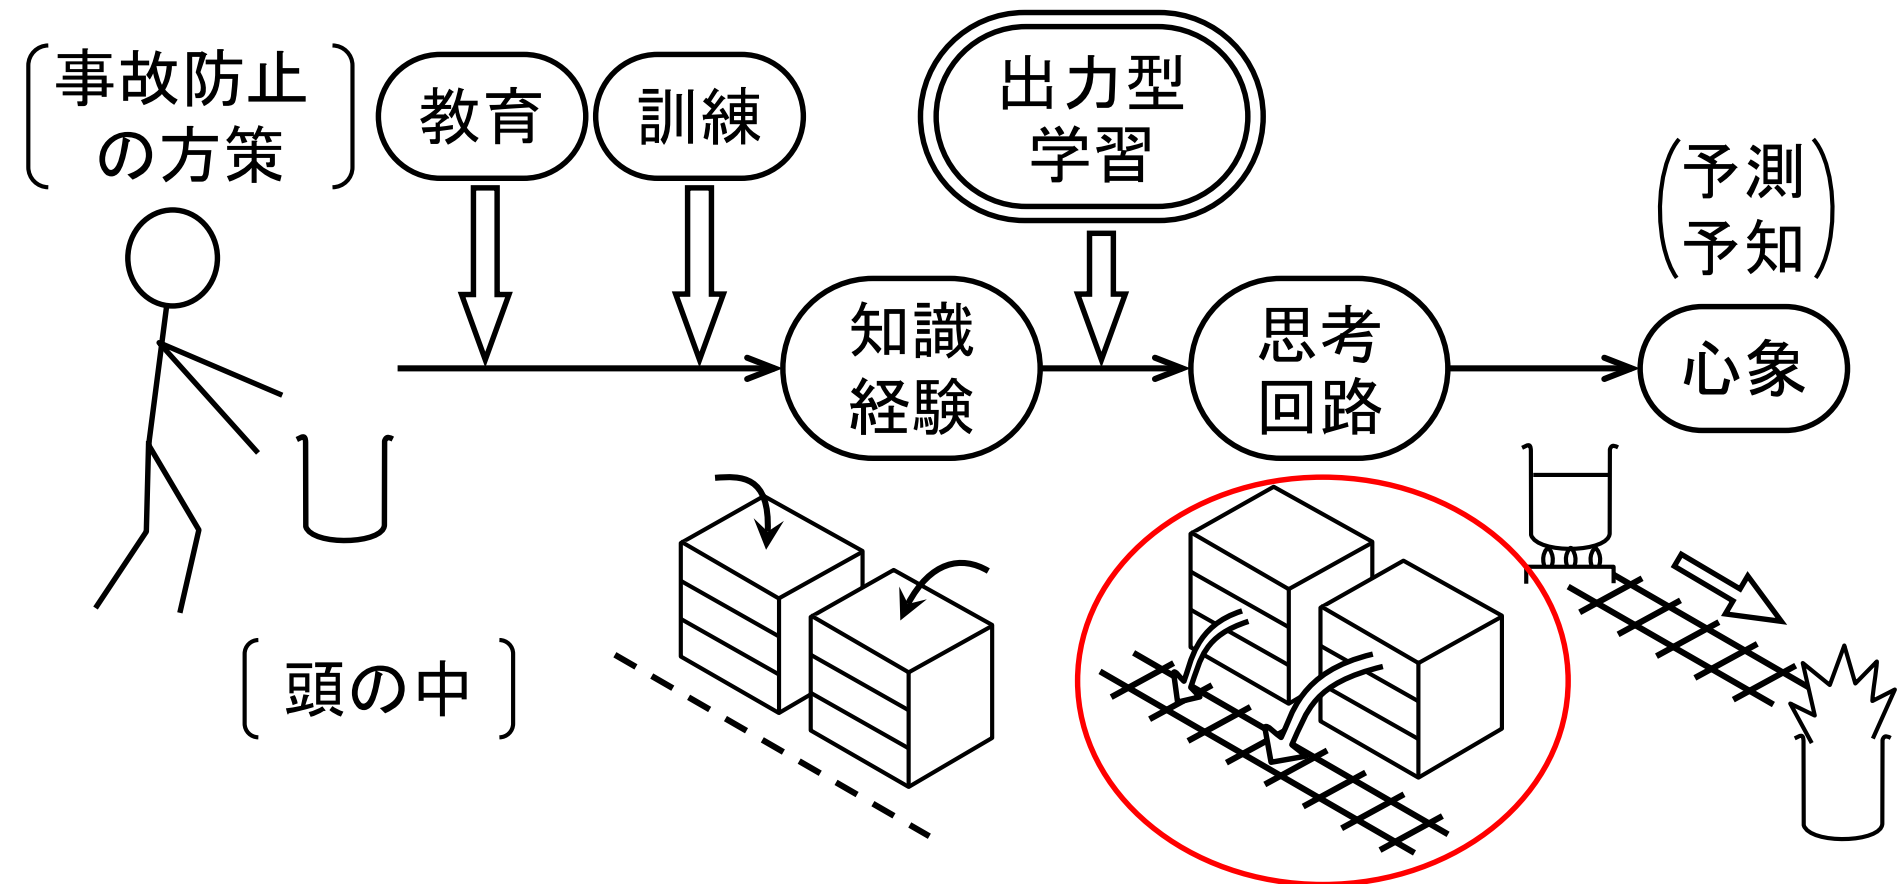 事故防止
の方策
教育
訓練
出力型
学習
予測
予知
知識
経験
思考
回路
心象
頭の中